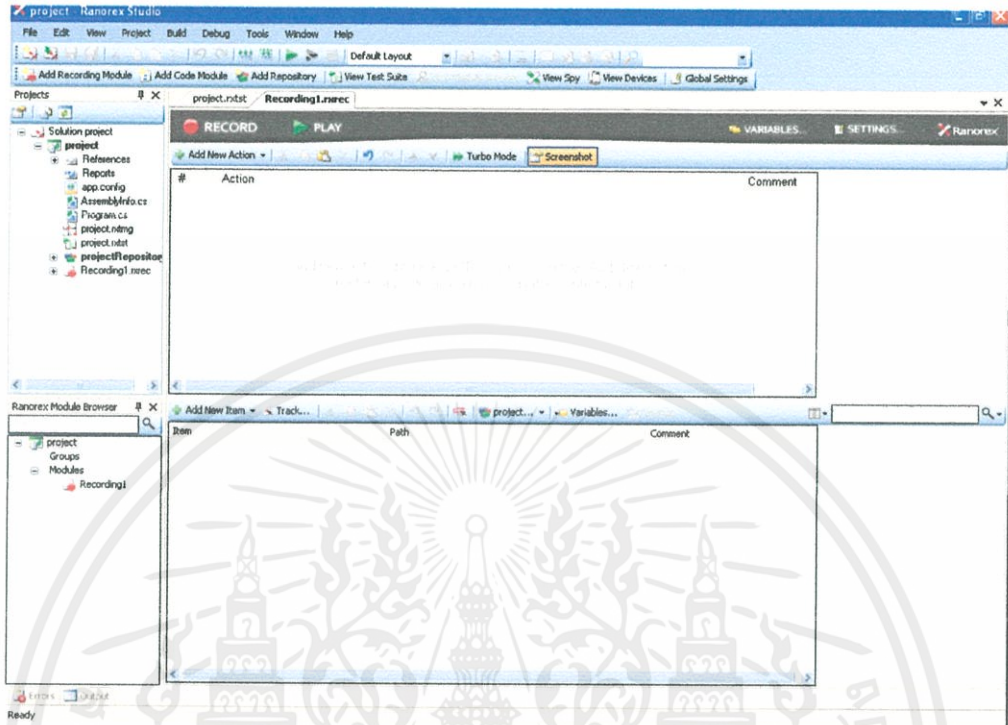 project - Ranorex Studio
File Edit View Project Build Debug Tools Window Help
Default Layout
Add Recording Module Add Code Module Add Repository View Test Suite View Spy View Devices Global Settings
Projects
project.rxtst Recording1.rxrec
RECORD PLAY VARIABLES... SETTINGS... Ranorex
Add New Action Turbo Mode Screenshot
# Action Comment
Solution project
project
References
Reports
app.config
AssemblyInfo.cs
Program.cs
project.rxtmg
project.rxtst
projectRepositor
Recording1.rxrec
Ranorex Module Browser
Add New Item Track... project... Variables...
Item Path Comment
project
Groups
Modules
Recording1
Errors Output
Ready